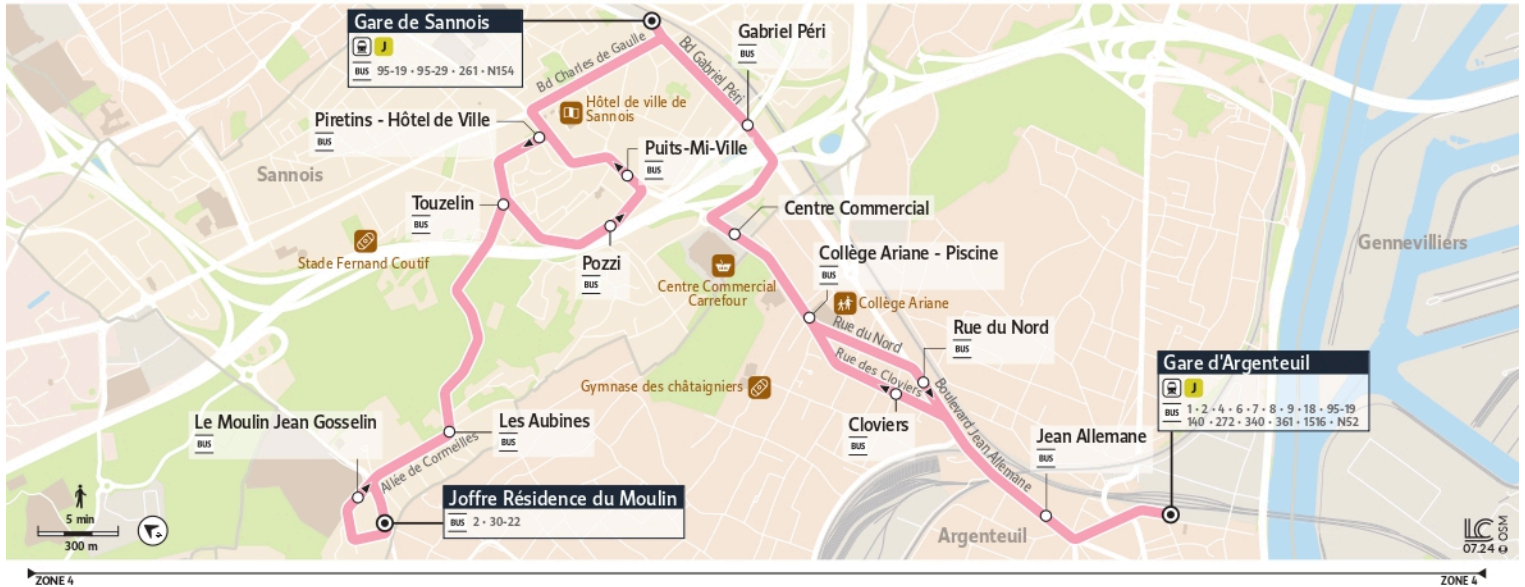 Gare de Sannois
J
BUS 95-19 • 95-29 • 261 • N154
Bd Charles de Gaulle
Bd Gabriel Péri
Gabriel Péri
BUS
Hôtel de ville de
Sannois
Piretins - Hôtel de Ville
BUS
Puits-Mi-Ville
BUS
Sannois
Touzelin
BUS
Centre Commercial
Gennevilliers
Stade Fernand Coutif
Pozzi
BUS
Collège Ariane - Piscine
BUS
Centre Commercial
Carrefour
Collège Ariane
Rue du Nord
Rue du Nord
BUS
Rue des Cloviers
Gymnase des châtaigniers
Boulevard Jean Allemane
Gare d'Argenteuil
J
BUS 1 • 2 • 4 • 6 • 7 • 8 • 9 • 18 • 95-19
140 • 272 • 340 • 361 • 1516 • N52
Le Moulin Jean Gosselin
BUS
Les Aubines
BUS
Cloviers
BUS
Jean Allemane
BUS
Allée de Cormeilles
Joffre Résidence du Moulin
BUS 2 • 30-22
5 min
300 m
Argenteuil
LC
07.24 © OSM
ZONE 4
ZONE 4